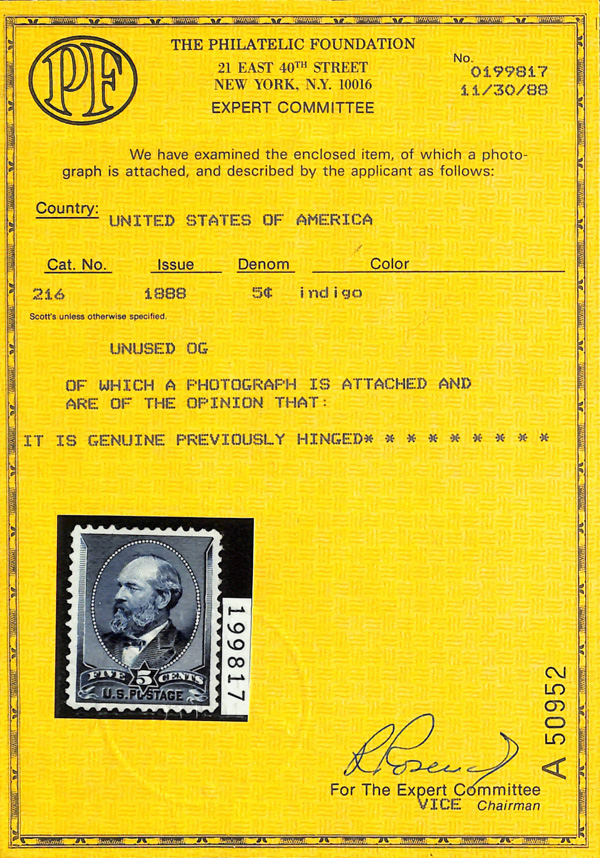 PF
THE PHILATELIC FOUNDATION
21 EAST 40TH STREET
NEW YORK, N.Y. 10016
EXPERT COMMITTEE
No.
0199817
11/30/88
We have examined the enclosed item, of which a photo-
graph is attached, and described by the applicant as follows:
Country: UNITED STATES OF AMERICA
Cat. No. Issue Denom Color
216 1888 5¢ indigo
Scott's unless otherwise specified.
UNUSED OG
OF WHICH A PHOTOGRAPH IS ATTACHED AND
ARE OF THE OPINION THAT:
IT IS GENUINE PREVIOUSLY HINGED* * * * * * * * *
FIVE 5 CENTS
U.S. POSTAGE
199817
For The Expert Committee
VICE Chairman
A 50952